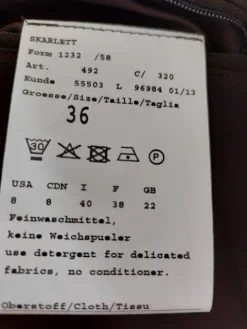 SKARLETT
Form 1232 /58
Art. 492 C/ 320
Kunde 55503 L 96984 01/13
Groesse/Size/Taille/Taglia
36
30 P
USA CDN I F GB
8 8 40 38 22
Feinwaschmittel,
keine Weichspueler
use detergent for delicated
fabrics, no conditioner.
Oberstoff/Cloth/Tissu